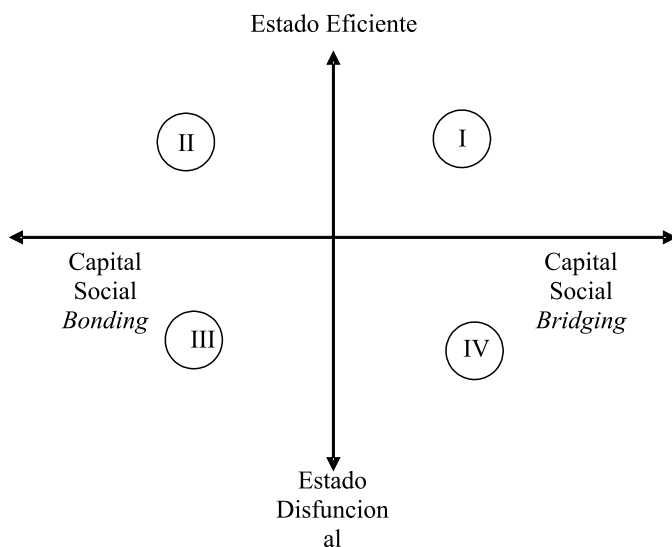 Estado Eficiente
II
I
Capital
Social
Bonding
Capital
Social
Bridging
III
IV
Estado
Disfuncion
al